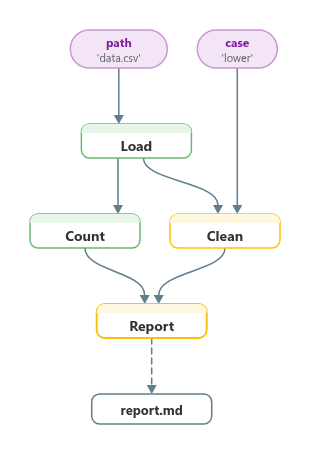 path
'data.csv'
case
'lower'
Load
Count
Clean
Report
report.md